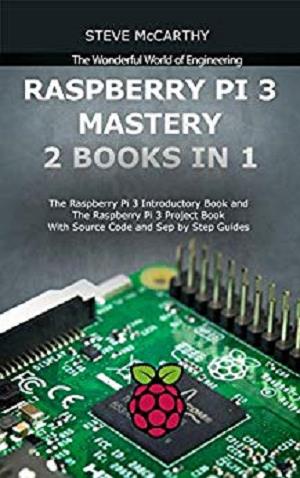 STEVE McCARTHY
The Wonderful World of Engineering
RASPBERRY PI 3
MASTERY
2 BOOKS IN 1
The Raspberry Pi 3 Introductory Book and
The Raspberry Pi 3 Project Book
With Source Code and Sep by Step Guides